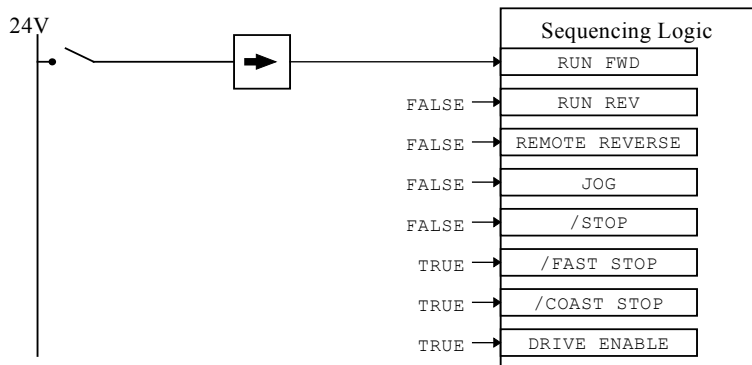 24V
Sequencing Logic
RUN FWD
FALSE RUN REV
FALSE REMOTE REVERSE
FALSE JOG
FALSE /STOP
TRUE /FAST STOP
TRUE /COAST STOP
TRUE DRIVE ENABLE